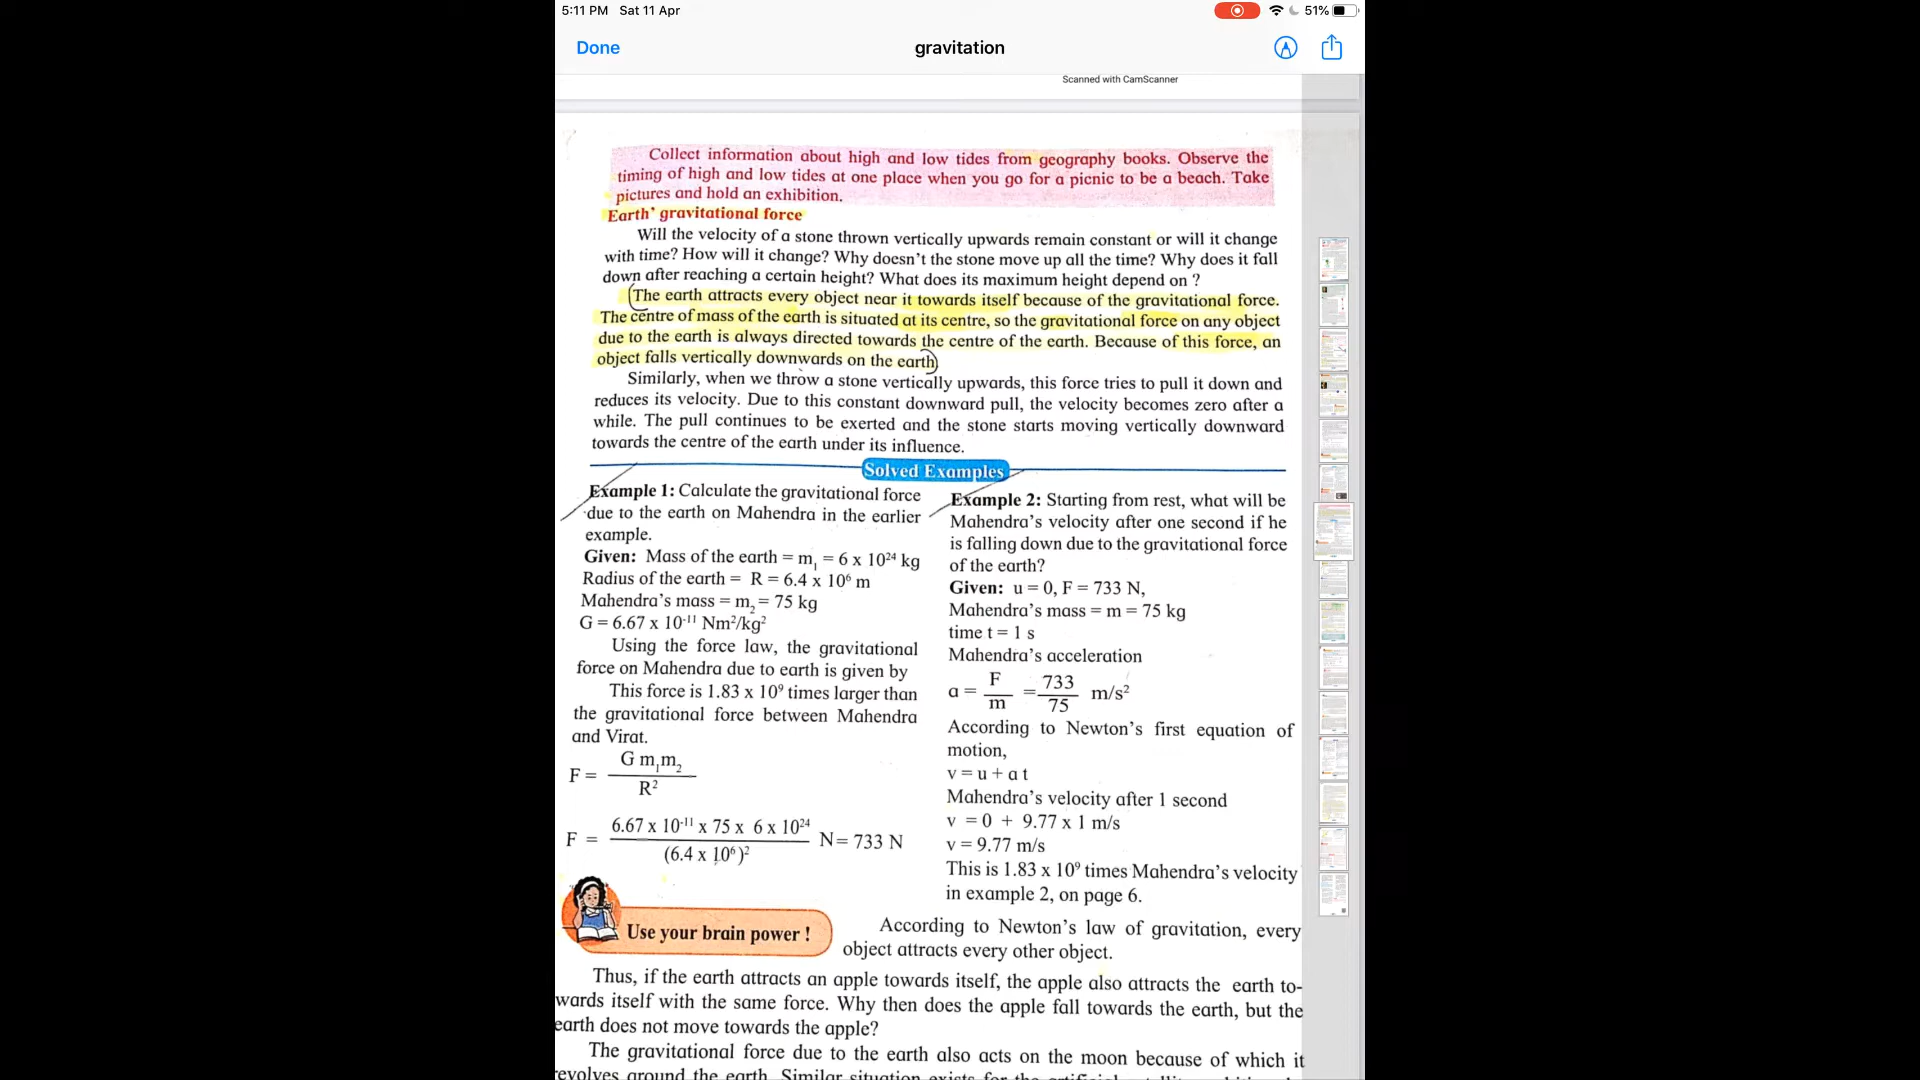 5:11 PM Sat 11 Apr
51%
Done
gravitation
Scanned with CamScanner
Collect information about high and low tides from geography books. Observe the
timing of high and low tides at one place when you go for a picnic to be a beach. Take
pictures and hold an exhibition.
Earth' gravitational force
Will the velocity of a stone thrown vertically upwards remain constant or will it change
with time? How will it change? Why doesn't the stone move up all the time? Why does it fall
down after reaching a certain height? What does its maximum height depend on ?
(The earth attracts every object near it towards itself because of the gravitational force.
The centre of mass of the earth is situated at its centre, so the gravitational force on any object
due to the earth is always directed towards the centre of the earth. Because of this force, an
object falls vertically downwards on the earth)
Similarly, when we throw a stone vertically upwards, this force tries to pull it down and
reduces its velocity. Due to this constant downward pull, the velocity becomes zero after a
while. The pull continues to be exerted and the stone starts moving vertically downward
towards the centre of the earth under its influence.
Solved Examples
Example 1: Calculate the gravitational force
due to the earth on Mahendra in the earlier
example.
Given: Mass of the earth = m₁ = 6 x 10²⁴ kg
Radius of the earth = R = 6.4 x 10⁶ m
Mahendra's mass = m₂ = 75 kg
G = 6.67 x 10⁻¹¹ Nm²/kg²
Using the force law, the gravitational
force on Mahendra due to earth is given by
This force is 1.83 x 10⁹ times larger than
the gravitational force between Mahendra
and Virat.
F = G m₁m₂ / R²
F = 6.67 x 10⁻¹¹ x 75 x 6 x 10²⁴ / (6.4 x 10⁶)² N = 733 N
Example 2: Starting from rest, what will be
Mahendra's velocity after one second if he
is falling down due to the gravitational force
of the earth?
Given: u = 0, F = 733 N,
Mahendra's mass = m = 75 kg
time t = 1 s
Mahendra's acceleration
a = F / m = 733 / 75 m/s²
According to Newton's first equation of
motion,
v = u + a t
Mahendra's velocity after 1 second
v = 0 + 9.77 x 1 m/s
v = 9.77 m/s
This is 1.83 x 10⁹ times Mahendra's velocity
in example 2, on page 6.
Use your brain power !
According to Newton's law of gravitation, every
object attracts every other object.
Thus, if the earth attracts an apple towards itself, the apple also attracts the earth to-
wards itself with the same force. Why then does the apple fall towards the earth, but the
earth does not move towards the apple?
The gravitational force due to the earth also acts on the moon because of which it
revolves around the earth. Similar situation exists for the